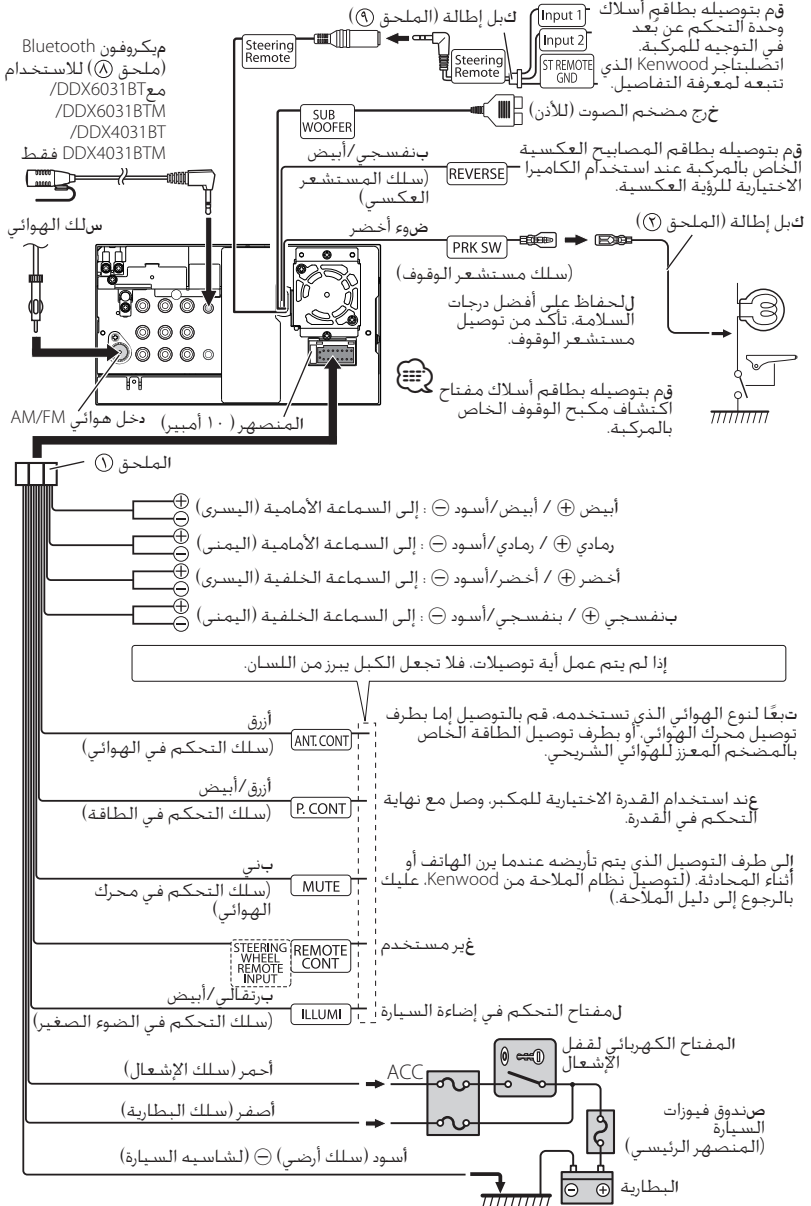 قم بتوصيله بطاقم أسلاك
وحدة التحكم عن بُعد
في التوجيه للمركبة.
اتصلبتاجر Kenwood الذي
تتبعه لمعرفة التفاصيل.
Input 1
Input 2
ST REMOTE GND
كبل إطالة (الملحق ⑨)
Steering Remote
Steering Remote
ميكروفون Bluetooth
(ملحق ⑧) للاستخدام
معDDX6031BT/
DDX6031BTM/
DDX4031BT/
DDX4031BTM فقط
خرج مضخم الصوت (للأذن)
SUB WOOFER
قم بتوصيله بطاقم المصابيح العكسية
الخاص بالمركبة عند استخدام الكاميرا
الاختيارية للرؤية العكسية.
REVERSE
بنفسجي/أبيض
(سلك المستشعر
العكسي)
كبل إطالة (الملحق ②)
ضوء أخضر
PRK SW
(سلك مستشعر الوقوف)
سلك الهوائي
للحفاظ على أفضل درجات
السلامة، تأكد من توصيل
مستشعر الوقوف.
قم بتوصيله بطاقم أسلاك مفتاح
اكتشاف مكبح الوقوف الخاص
بالمركبة.
المنصهر ( ١٠ أمبير)
دخل هوائي AM/FM
الملحق ①
أبيض ⊕ / أبيض/أسود ⊖ : إلى السماعة الأمامية (اليسرى)
⊕
⊖
رمادي ⊕ / رمادي/أسود ⊖ : إلى السماعة الأمامية (اليمنى)
⊕
⊖
أخضر ⊕ / أخضر/أسود ⊖ : إلى السماعة الخلفية (اليسرى)
⊕
⊖
بنفسجي ⊕ / بنفسجي/أسود ⊖ : إلى السماعة الخلفية (اليمنى)
⊕
⊖
إذا لم يتم عمل أية توصيلات، فلا تجعل الكبل يبرز من اللسان.
تبعًا لنوع الهوائي الذي تستخدمه، قم بالتوصيل إما بطرف
توصيل محرك الهوائي، أو بطرف توصيل الطاقة الخاص
بالمضخم المعزز للهوائي الشريحي.
ANT. CONT
أزرق
(سلك التحكم في الهوائي)
عند استخدام القدرة الاختيارية للمكبر، وصل مع نهاية
التحكم في القدرة.
P. CONT
أزرق/أبيض
(سلك التحكم في الطاقة)
إلى طرف التوصيل الذي يتم تأريضه عندما يرن الهاتف أو
أثناء المحادثة. (لتوصيل نظام الملاحة من Kenwood، عليك
بالرجوع إلى دليل الملاحة.)
MUTE
بني
(سلك التحكم في محرك
الهوائي)
غير مستخدم
REMOTE CONT
STEERING WHEEL REMOTE INPUT
لمفتاح التحكم في إضاءة السيارة
ILLUMI
برتقالي/أبيض
(سلك التحكم في الضوء الصغير)
المفتاح الكهربائي لقفل
الإشعال
ACC
أحمر (سلك الإشعال)
أصفر (سلك البطارية)
صندوق فيوزات
السيارة
(المنصهر الرئيسي)
أسود (سلك أرضي) ⊖ (لشاسيه السيارة)
⊖ ⊕
البطارية